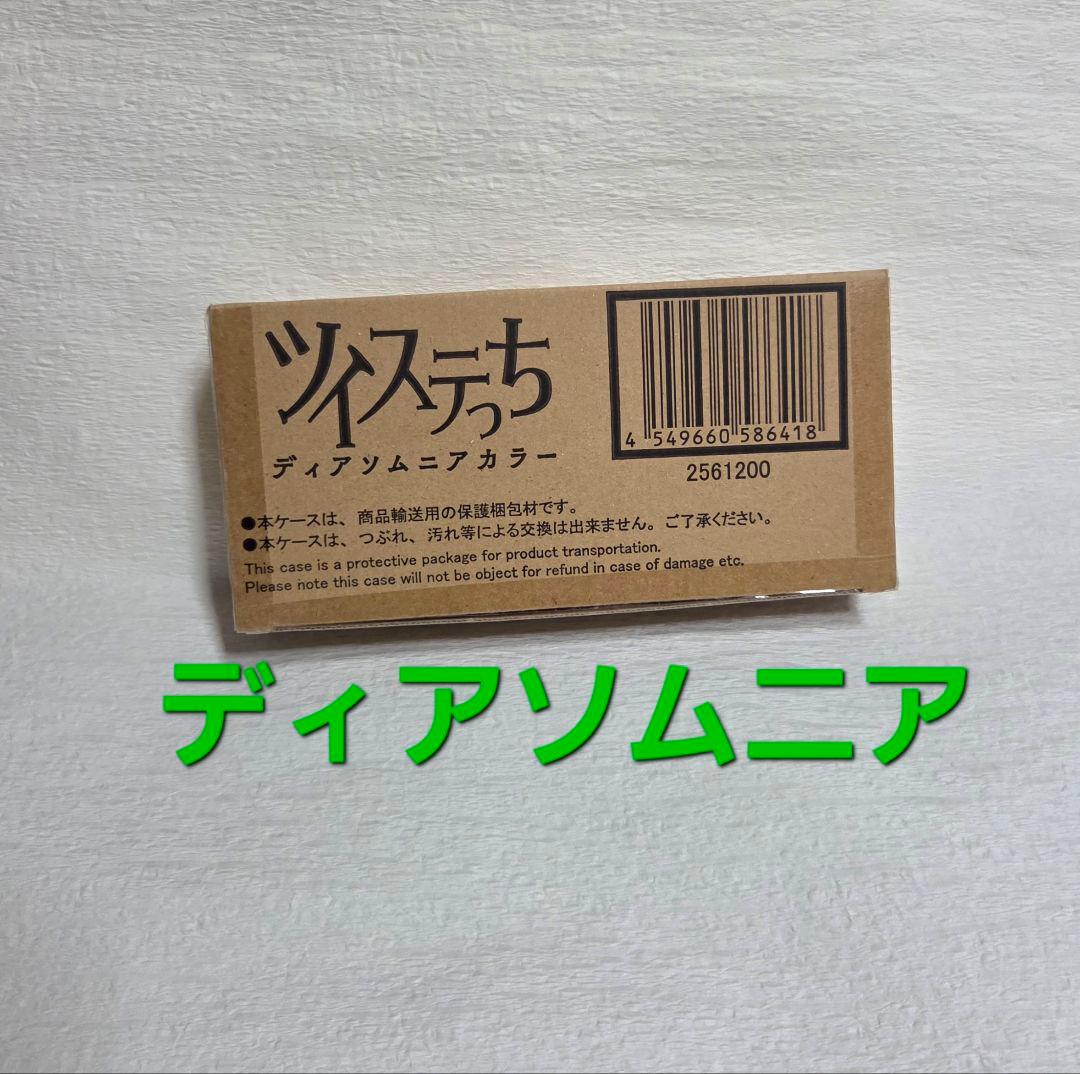 ツイステっち
ディアソムニアカラー
4 549660 586418
2561200
●本ケースは、商品輸送用の保護梱包材です。
●本ケースは、つぶれ、汚れ等による交換は出来ません。ご了承ください。
This case is a protective package for product transportation.
Please note this case will not be object for refund in case of damage etc.
ディアソムニア